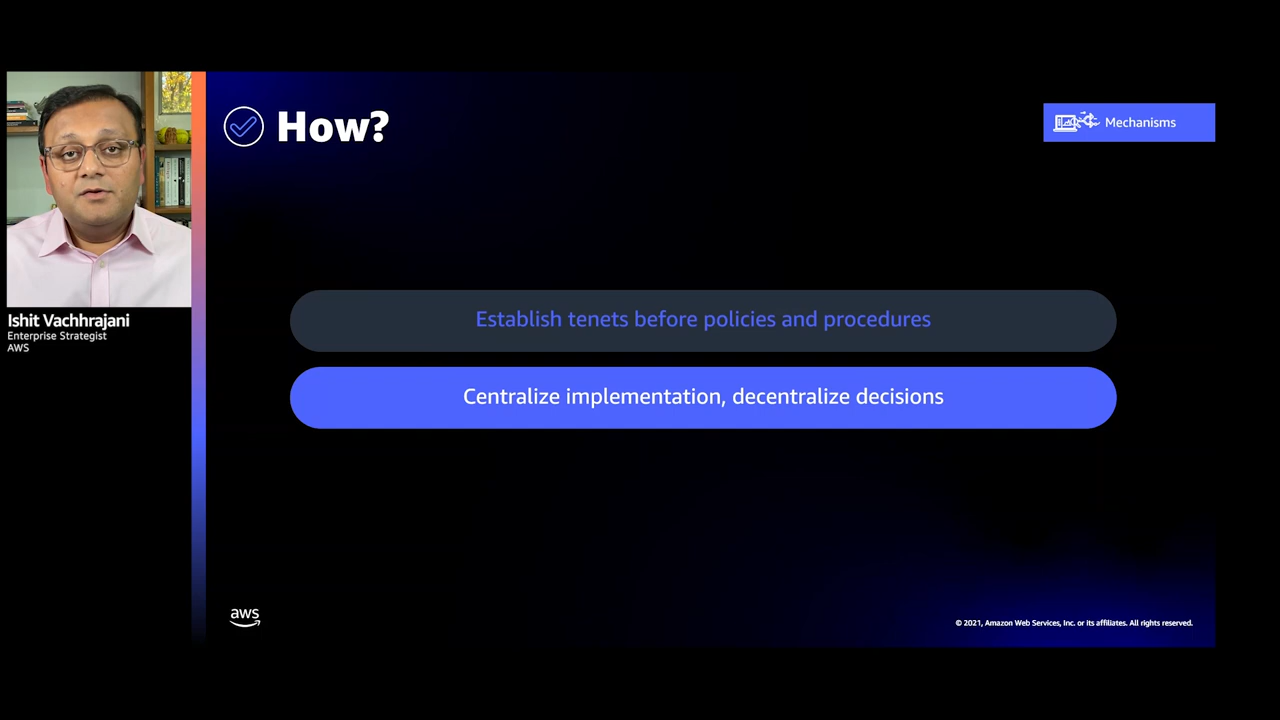 How?
Mechanisms
Ishit Vachhrajani
Enterprise Strategist
AWS
Establish tenets before policies and procedures
Centralize implementation, decentralize decisions
aws
© 2021, Amazon Web Services, Inc. or its affiliates. All rights reserved.